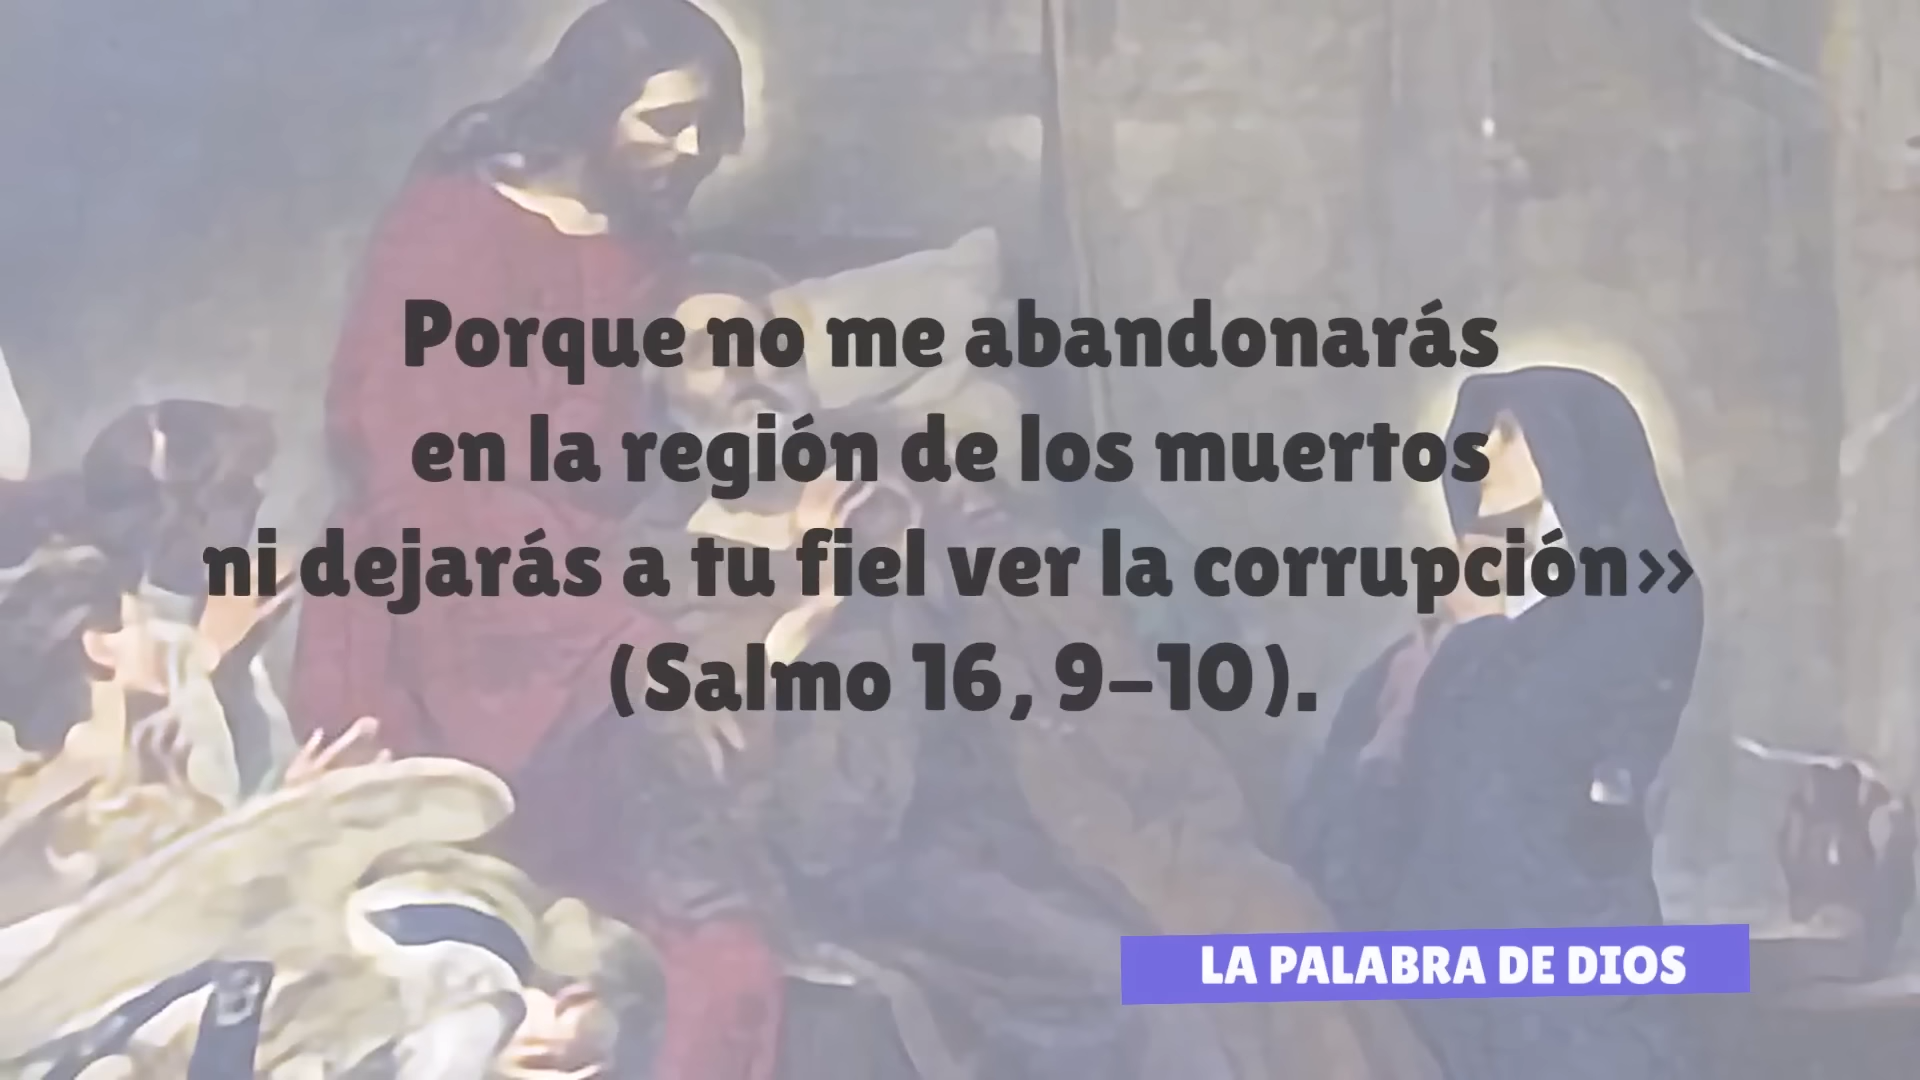 Porque no me abandonarás
en la región de los muertos
ni dejarás a tu fiel ver la corrupción»
(Salmo 16, 9-10).
LA PALABRA DE DIOS